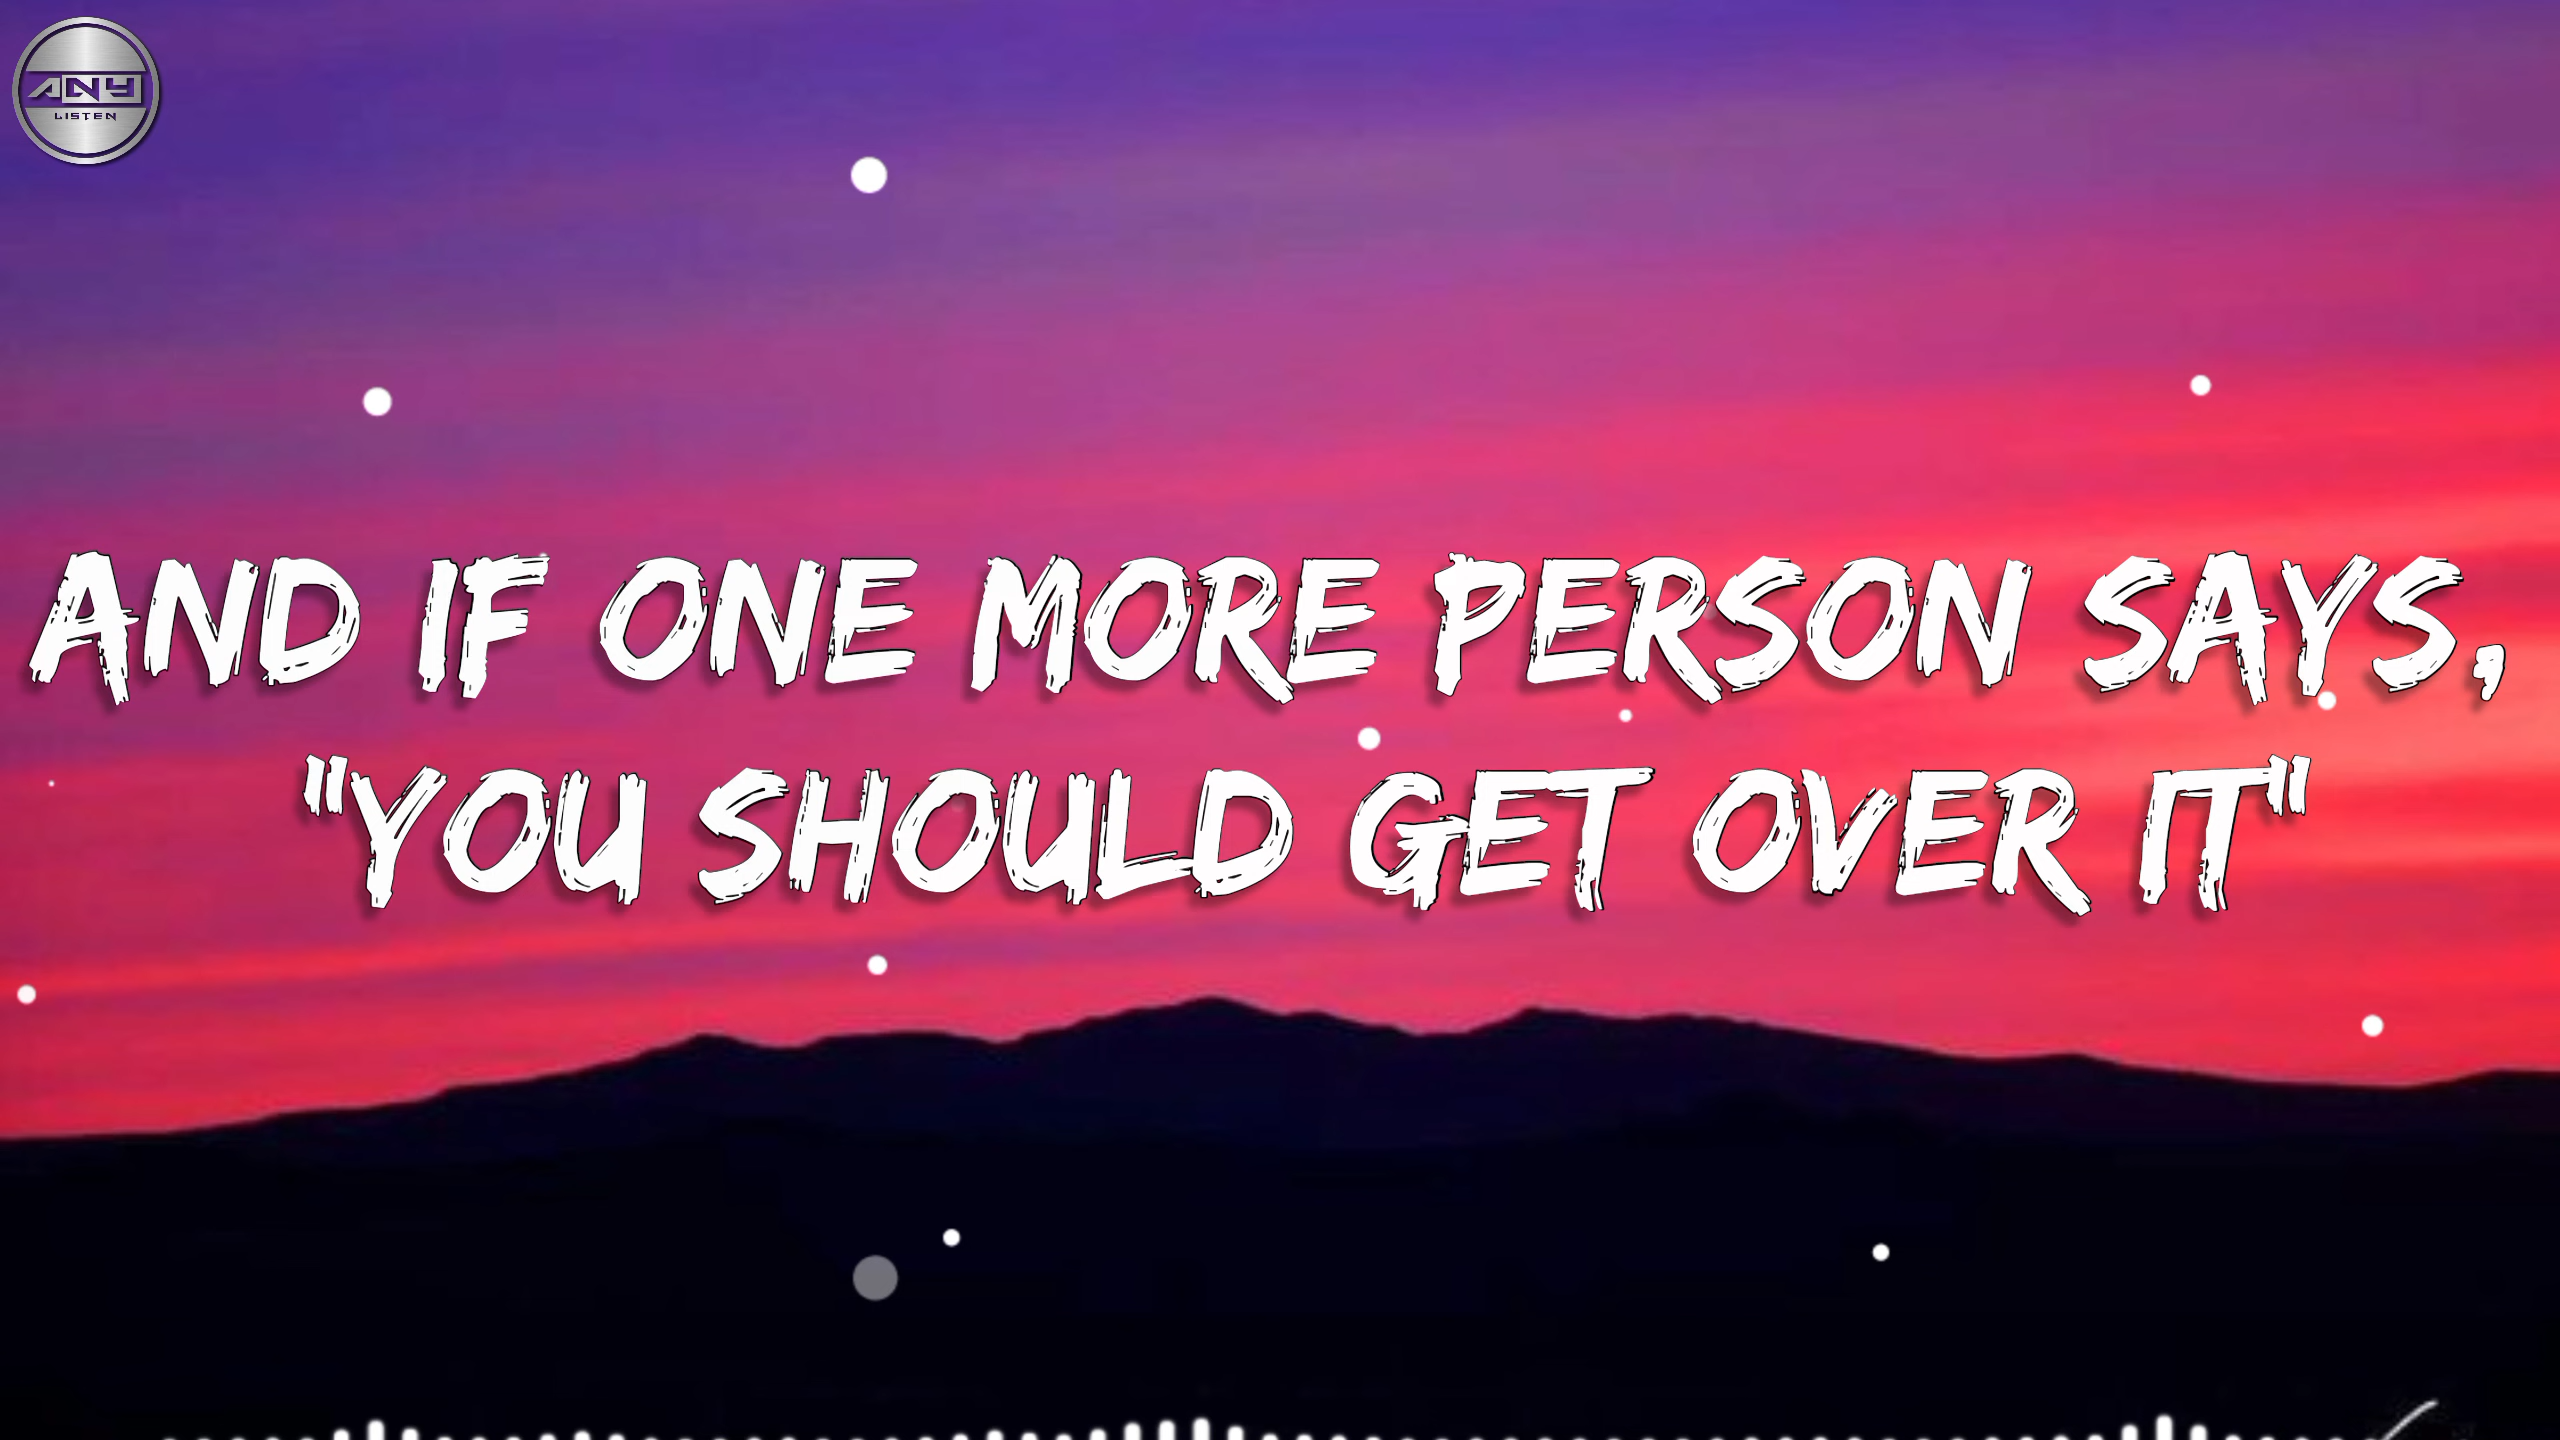 ANY
LISTEN
AND IF ONE MORE PERSON SAYS,
"YOU SHOULD GET OVER IT"